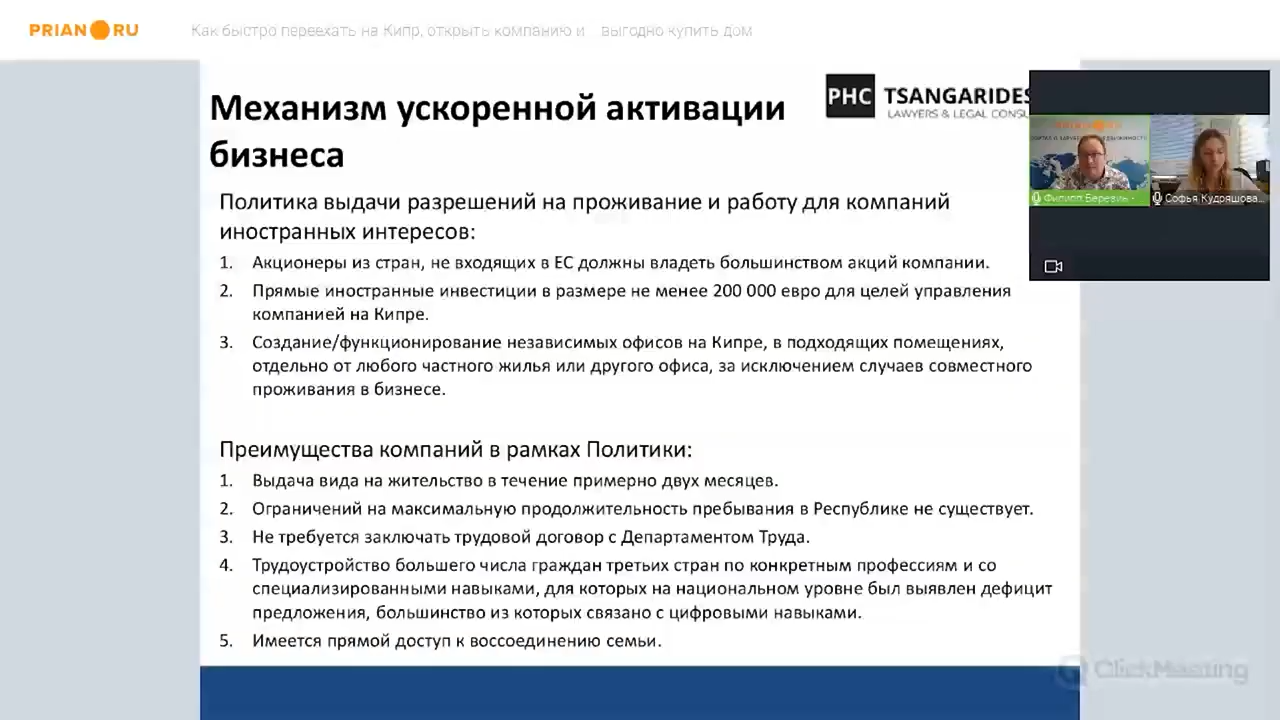 PRIAN RU
Как быстро переехать на Кипр, открыть компанию и... выгодно купить дом
Механизм ускоренной активации
бизнеса
PHC TSANGARIDES
LAWYERS & LEGAL
Политика выдачи разрешений на проживание и работу для компаний
иностранных интересов:
1. Акционеры из стран, не входящих в ЕС должны владеть большинством акций компании.
2. Прямые иностранные инвестиции в размере не менее 200 000 евро для целей управления
компанией на Кипре.
3. Создание/функционирование независимых офисов на Кипре, в подходящих помещениях,
отдельно от любого частного жилья или другого офиса, за исключением случаев совместного
проживания в бизнесе.
Преимущества компаний в рамках Политики:
1. Выдача вида на жительство в течение примерно двух месяцев.
2. Ограничений на максимальную продолжительность пребывания в Республике не существует.
3. Не требуется заключать трудовой договор с Департаментом Труда.
4. Трудоустройство большего числа граждан третьих стран по конкретным профессиям и со
специализированными навыками, для которых на национальном уровне был выявлен дефицит
предложения, большинство из которых связано с цифровыми навыками.
5. Имеется прямой доступ к воссоединению семьи.
Филипп Березин -
Софья Кудряшова...
ClickMeeting